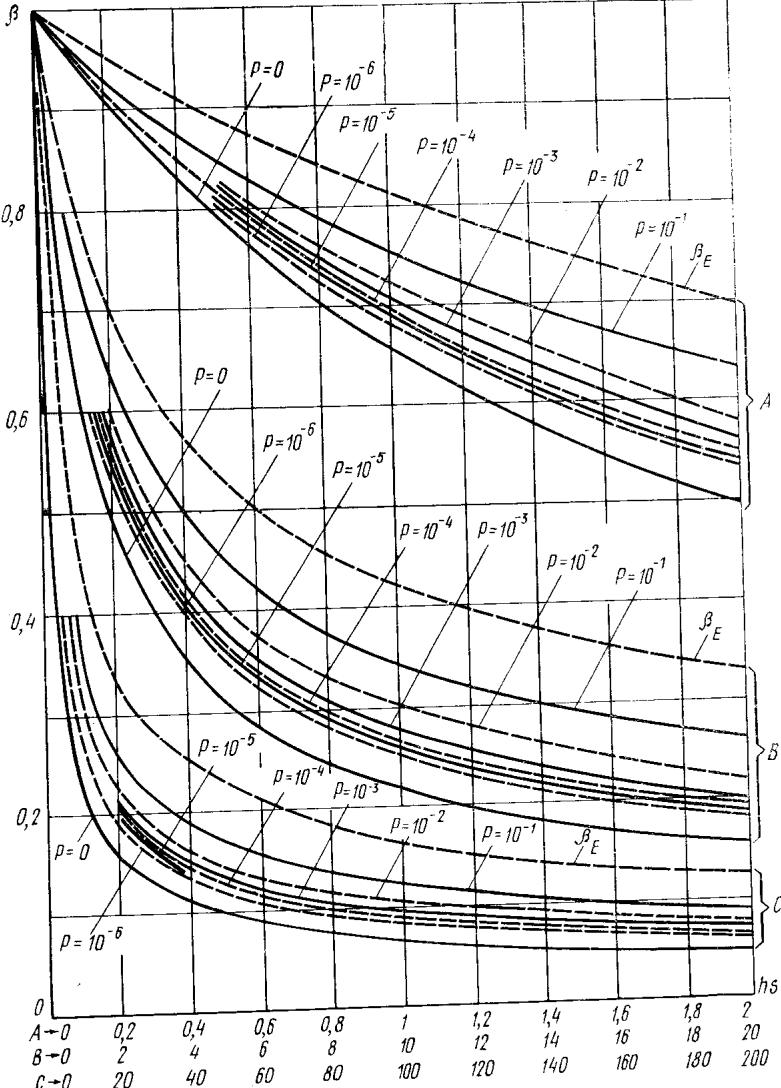 β
P=0
P=10⁻⁶
P=10⁻⁵
P=10⁻⁴
P=10⁻³
P=10⁻²
P=10⁻¹
β_E
0,8
A
P=0
0,6
P=10⁻⁶
P=10⁻⁵
P=10⁻⁴
P=10⁻³
P=10⁻²
P=10⁻¹
β_E
0,4
B
P=10⁻⁵
P=10⁻⁴
P=10⁻³
P=10⁻²
P=10⁻¹
β_E
0,2
P=0
P=10⁻⁶
C
hs
0
A→0 0,2 0,4 0,6 0,8 1 1,2 1,4 1,6 1,8 2
B→0 2 4 6 8 10 12 14 16 18 20
C→0 20 40 60 80 100 120 140 160 180 200